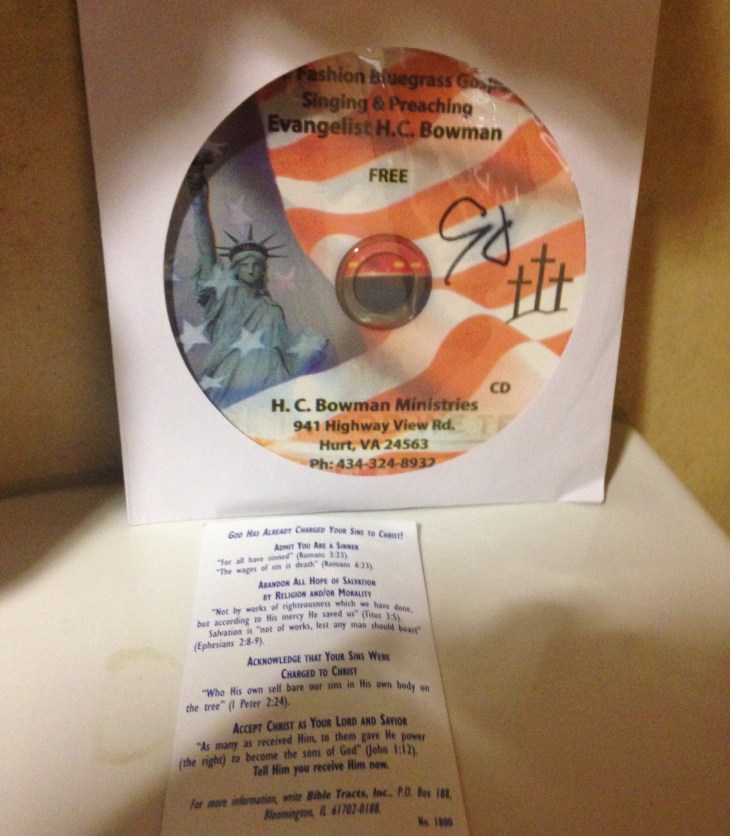 Fashion Bluegrass
Singing & Preaching
Evangelist H.C. Bowman
FREE
CD
H. C. Bowman Ministries
941 Highway View Rd.
Hurt, VA 24563
Ph: 434-324-8932
GOD HAS ALREADY CHARGED YOUR SINS TO CHRIST!
ADMIT YOU ARE A SINNER
"For all have sinned" (Romans 3:23).
"The wages of sin is death" (Romans 6:23).
ABANDON ALL HOPE OF SALVATION
BY RELIGION AND/OR MORALITY
"Not by works of righteousness which we have done,
but according to His mercy He saved us" (Titus 3:5).
Salvation is "not of works, lest any man should boast"
(Ephesians 2:8-9).
ACKNOWLEDGE THAT YOUR SINS WERE
CHARGED TO CHRIST
"Who His own self bare our sins in His own body on
the tree" (I Peter 2:24).
ACCEPT CHRIST AS YOUR LORD AND SAVIOR
"As many as received Him, to them gave He power
(the right) to become the sons of God" (John 1:12).
Tell Him you receive Him now.
For more information, write Bible Tracts, Inc., P.O. Box 188,
Bloomington, IL 61702-0188.
No. 1800